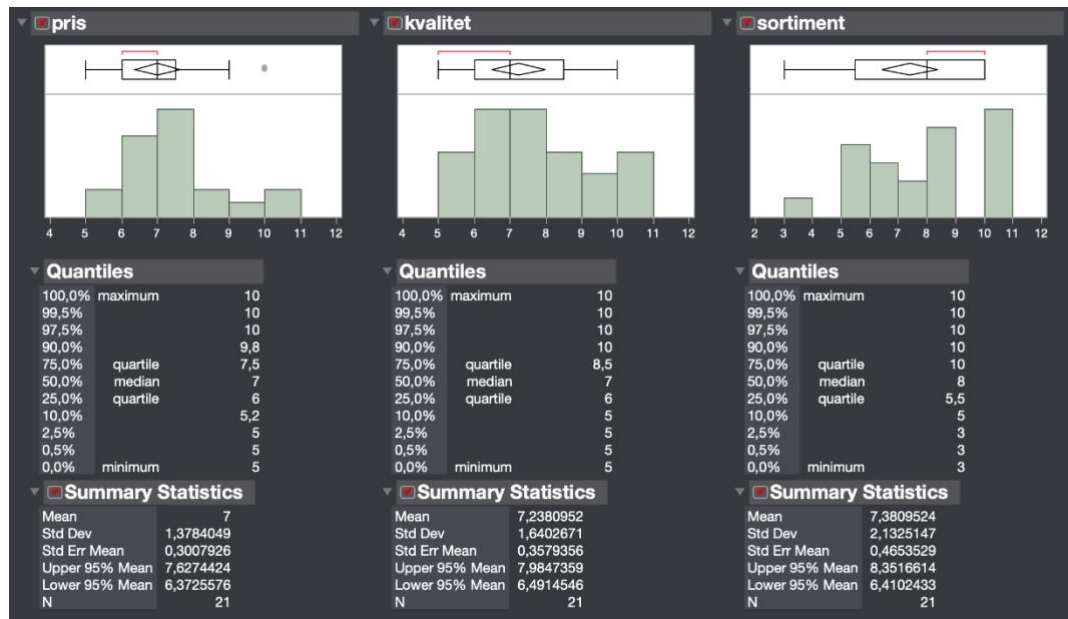 pris
4 5 6 7 8 9 10 11 12
Quantiles
100,0% maximum 10
99,5% 10
97,5% 10
90,0% 9,8
75,0% quartile 7,5
50,0% median 7
25,0% quartile 6
10,0% 5,2
2,5% 5
0,5% 5
0,0% minimum 5
Summary Statistics
Mean 7
Std Dev 1,3784049
Std Err Mean 0,3007926
Upper 95% Mean 7,6274424
Lower 95% Mean 6,3725576
N 21
kvalitet
4 5 6 7 8 9 10 11 12
Quantiles
100,0% maximum 10
99,5% 10
97,5% 10
90,0% 10
75,0% quartile 8,5
50,0% median 7
25,0% quartile 6
10,0% 5
2,5% 5
0,5% 5
0,0% minimum 5
Summary Statistics
Mean 7,2380952
Std Dev 1,6402671
Std Err Mean 0,3579356
Upper 95% Mean 7,9847359
Lower 95% Mean 6,4914546
N 21
sortiment
2 3 4 5 6 7 8 9 10 11 12
Quantiles
100,0% maximum 10
99,5% 10
97,5% 10
90,0% 10
75,0% quartile 10
50,0% median 8
25,0% quartile 5,5
10,0% 5
2,5% 3
0,5% 3
0,0% minimum 3
Summary Statistics
Mean 7,3809524
Std Dev 2,1325147
Std Err Mean 0,4653529
Upper 95% Mean 8,3516614
Lower 95% Mean 6,4102433
N 21